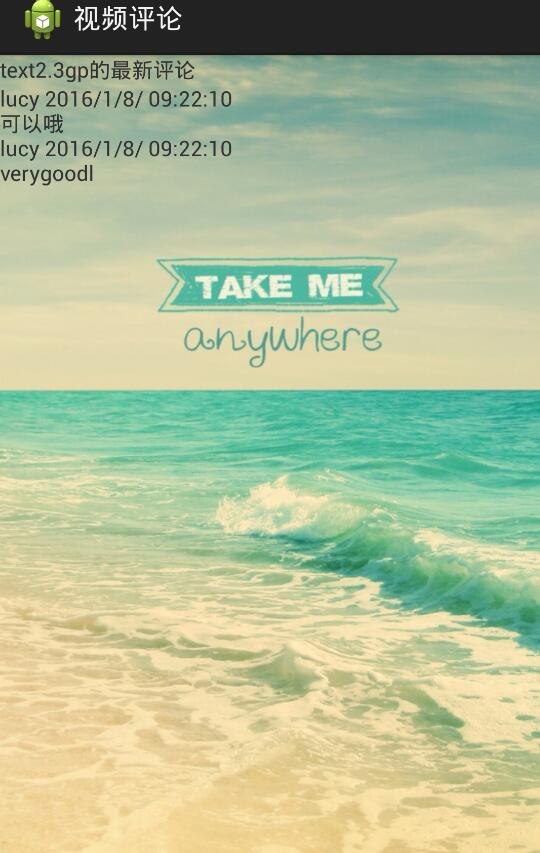 视频评论
text2.3gp的最新评论
lucy 2016/1/8/ 09:22:10
可以哦
lucy 2016/1/8/ 09:22:10
verygoodl
TAKE ME
anywhere